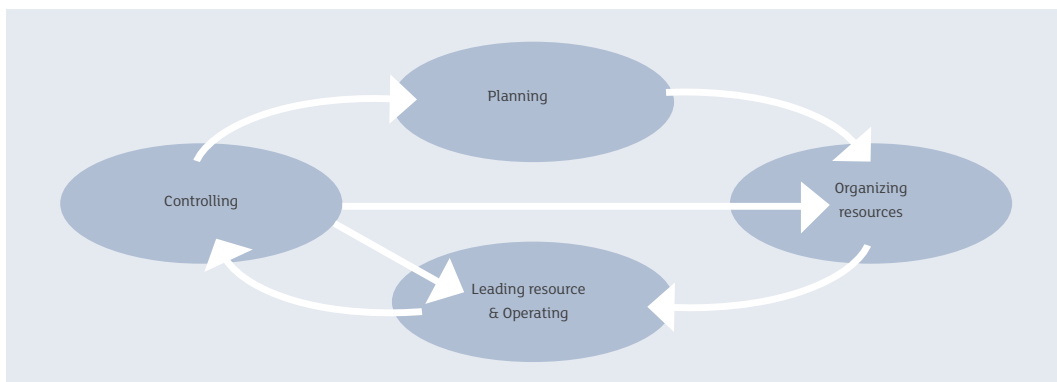 Planning
Controlling
Organizing
resources
Leading resource
& Operating